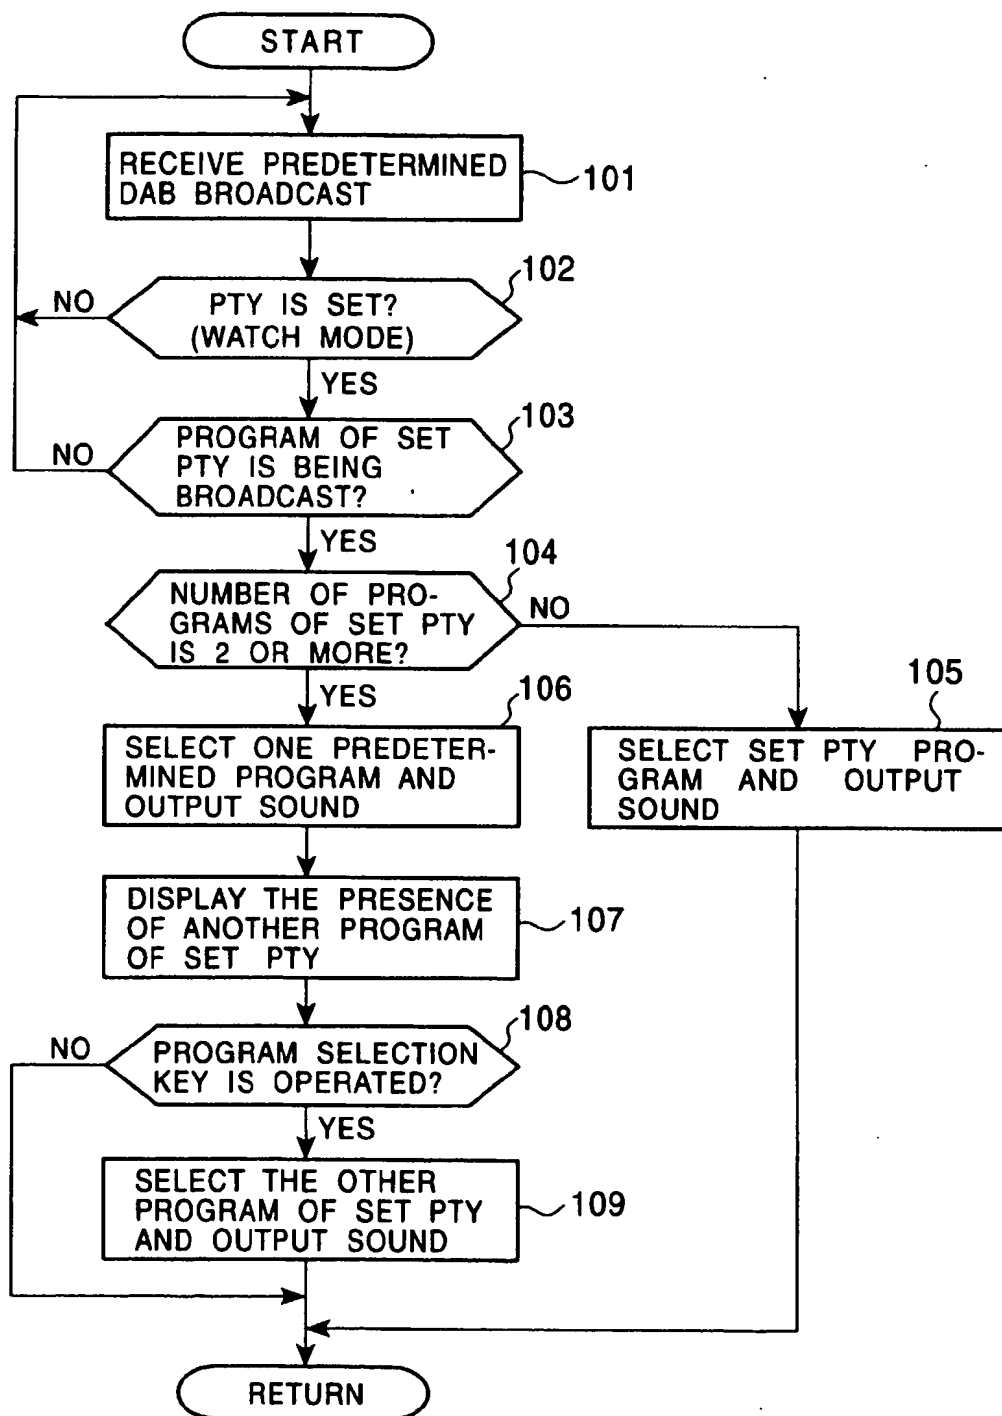 START
RECEIVE PREDETERMINED
DAB BROADCAST
101
102
PTY IS SET?
(WATCH MODE)
NO
YES
103
PROGRAM OF SET
PTY IS BEING
BROADCAST?
NO
YES
104
NUMBER OF PRO-
GRAMS OF SET PTY
IS 2 OR MORE?
NO
YES
105
SELECT SET PTY PRO-
GRAM AND OUTPUT
SOUND
106
SELECT ONE PREDETER-
MINED PROGRAM AND
OUTPUT SOUND
DISPLAY THE PRESENCE
OF ANOTHER PROGRAM
OF SET PTY
107
108
NO
PROGRAM SELECTION
KEY IS OPERATED?
YES
SELECT THE OTHER
PROGRAM OF SET PTY
AND OUTPUT SOUND
109
RETURN